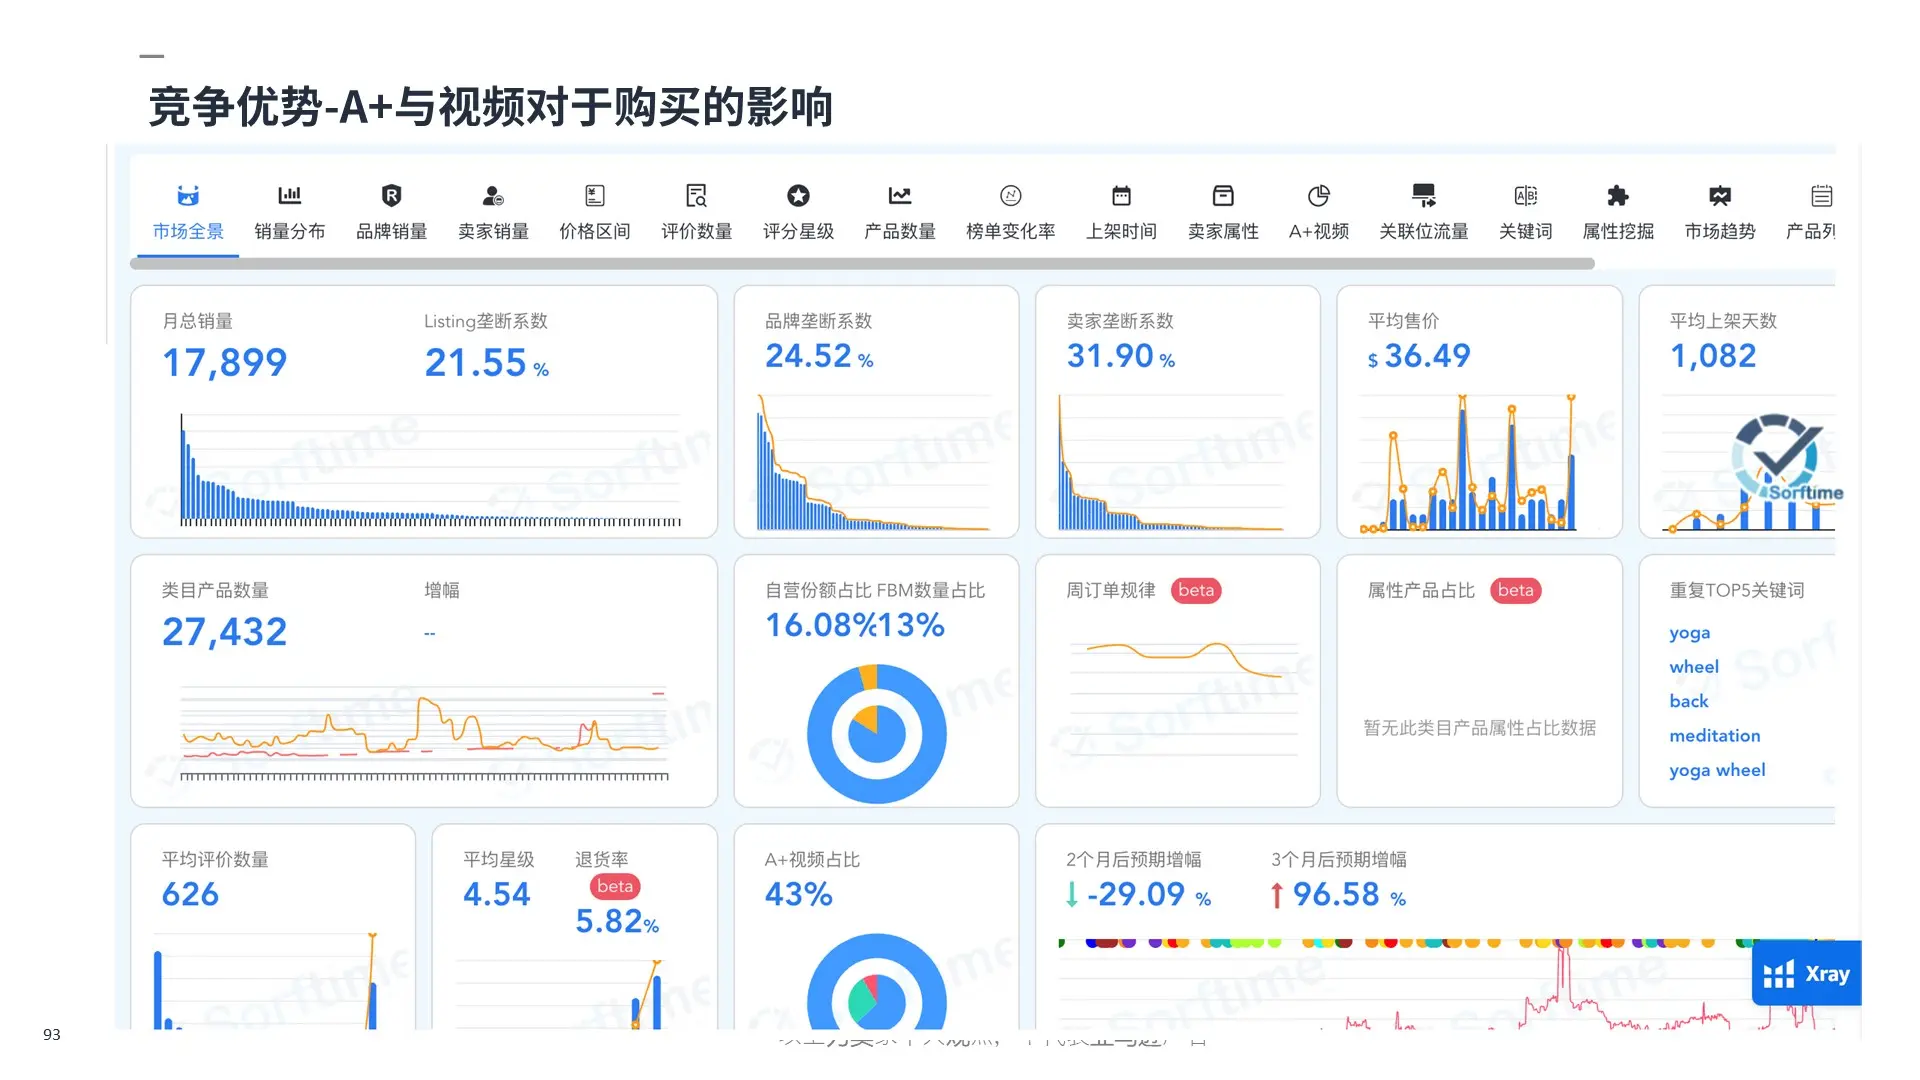 竞争优势-A+与视频对于购买的影响
市场全景 销量分布 品牌销量 卖家销量 价格区间 评价数量 评分星级 产品数量 榜单变化率 上架时间 卖家属性 A+视频 关联位流量 关键词 属性挖掘 市场趋势 产品列
月总销量 Listing垄断系数 品牌垄断系数 卖家垄断系数 平均售价 平均上架天数
17,899 21.55 % 24.52 % 31.90 % $ 36.49 1,082
Sorftime
类目产品数量 增幅 自营份额占比 FBM数量占比 周订单规律 beta 属性产品占比 beta 重复TOP5关键词
27,432 -- 16.08% 13%
yoga
wheel
back
meditation
yoga wheel
暂无此类目产品属性占比数据
平均评价数量 平均星级 退货率 A+视频占比 2个月后预期增幅 3个月后预期增幅
626 4.54 beta 5.82% 43% -29.09 % 96.58 %
Xray
93